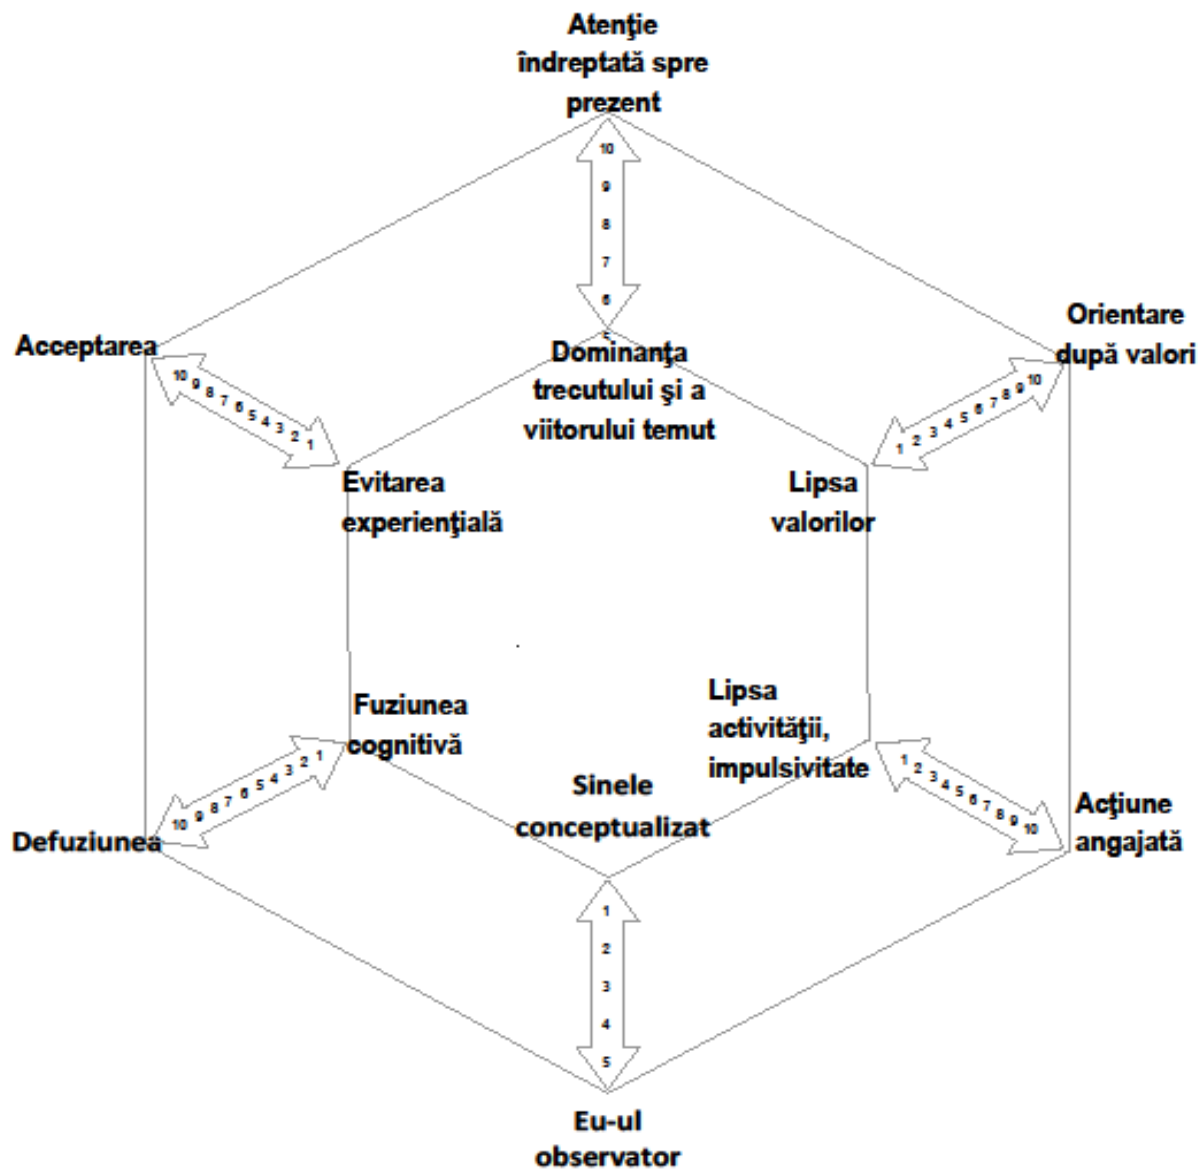 Atenţie
îndreptată spre
prezent
10
9
8
7
6
5
Dominanţa
trecutului şi a
viitorului temut
Acceptarea
10 9 8 7 6 5 4 3 2 1
Evitarea
experienţială
Orientare
după valori
1 2 3 4 5 6 7 8 9 10
Lipsa
valorilor
Fuziunea
cognitivă
10 9 8 7 6 5 4 3 2 1
Defuziunea
Lipsa
activităţii,
impulsivitate
1 2 3 4 5 6 7 8 9 10
Acţiune
angajată
Sinele
conceptualizat
1
2
3
4
5
Eu-ul
observator